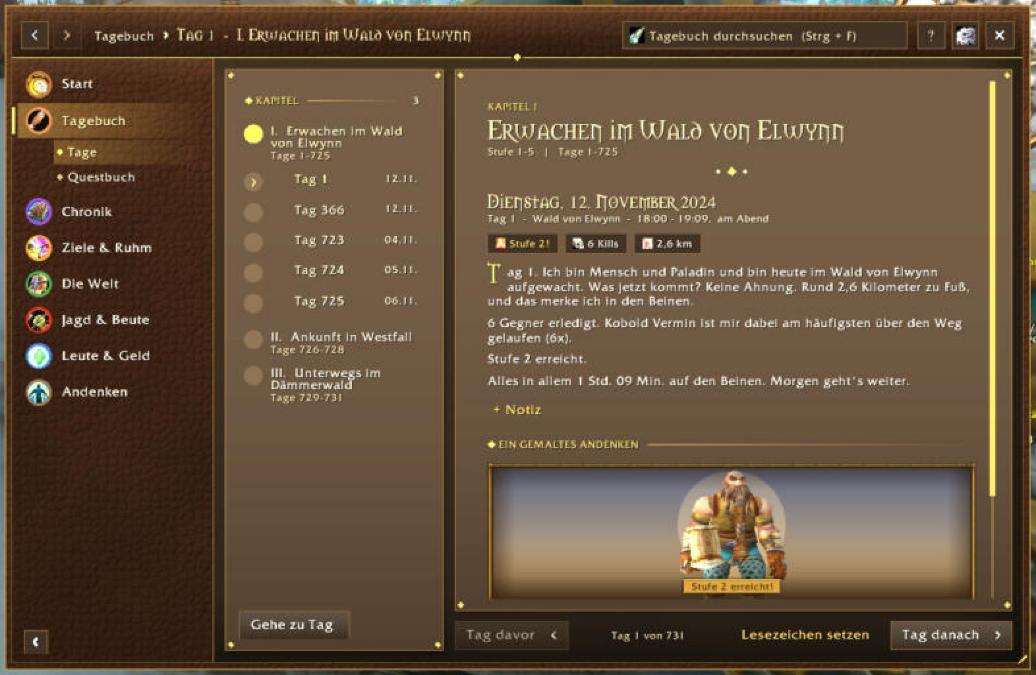 Tagebuch › Tag 1 - I. Erwachen im Wald von Elwynn
Tagebuch durchsuchen (Strg + F)
?
Start
Tagebuch
Tage
Questbuch
Chronik
Ziele & Ruhm
Die Welt
Jagd & Beute
Leute & Geld
Andenken
KAPITEL 3
I. Erwachen im Wald
von Elwynn
Tage 1-725
Tag 1 12.11.
Tag 366 12.11.
Tag 723 04.11.
Tag 724 05.11.
Tag 725 06.11.
II. Ankunft in Westfall
Tage 726-728
III. Unterwegs im
Dämmerwald
Tage 729-731
Gehe zu Tag
KAPITEL I
Erwachen im Wald von Elwynn
Stufe 1-5 | Tage 1-725
Dienstag, 12. November 2024
Tag 1 - Wald von Elwynn - 18:00 - 19:09, am Abend
Stufe 2! 6 Kills 2,6 km
Tag 1. Ich bin Mensch und Paladin und bin heute im Wald von Elwynn
aufgewacht. Was jetzt kommt? Keine Ahnung. Rund 2,6 Kilometer zu Fuß,
und das merke ich in den Beinen.
6 Gegner erledigt. Kobold Vermin ist mir dabei am häufigsten über den Weg
gelaufen (6x).
Stufe 2 erreicht.
Alles in allem 1 Std. 09 Min. auf den Beinen. Morgen geht's weiter.
+ Notiz
EIN GEMALTES ANDENKEN
Stufe 2 erreicht!
Tag davor ‹
Tag 1 von 731
Lesezeichen setzen
Tag danach ›